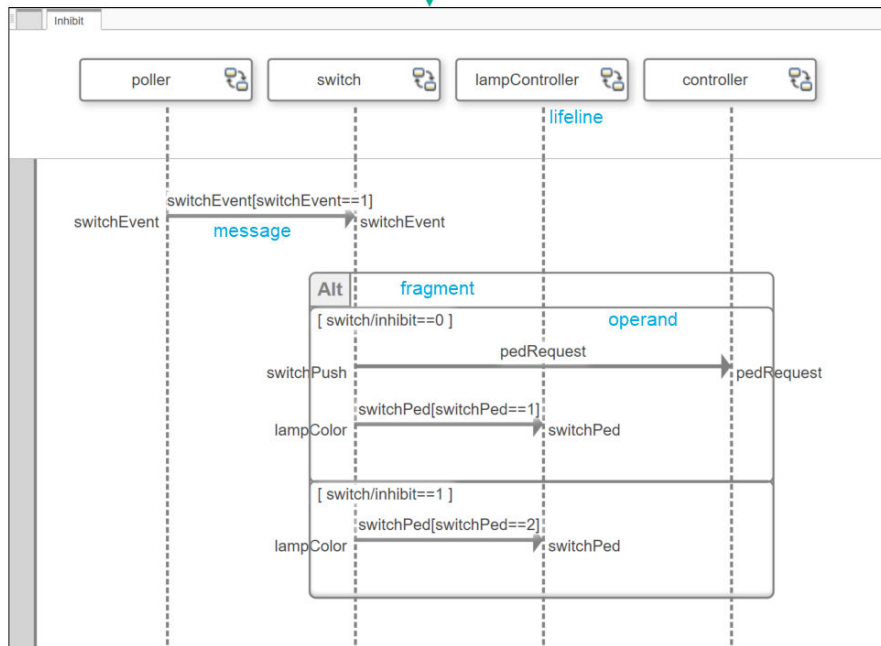 Inhibit
poller switch lampController controller
lifeline
switchEvent[switchEvent==1]
switchEvent switchEvent
message
Alt fragment
[ switch/inhibit==0 ] operand
pedRequest
switchPush pedRequest
switchPed[switchPed==1]
lampColor switchPed
[ switch/inhibit==1 ]
switchPed[switchPed==2]
lampColor switchPed